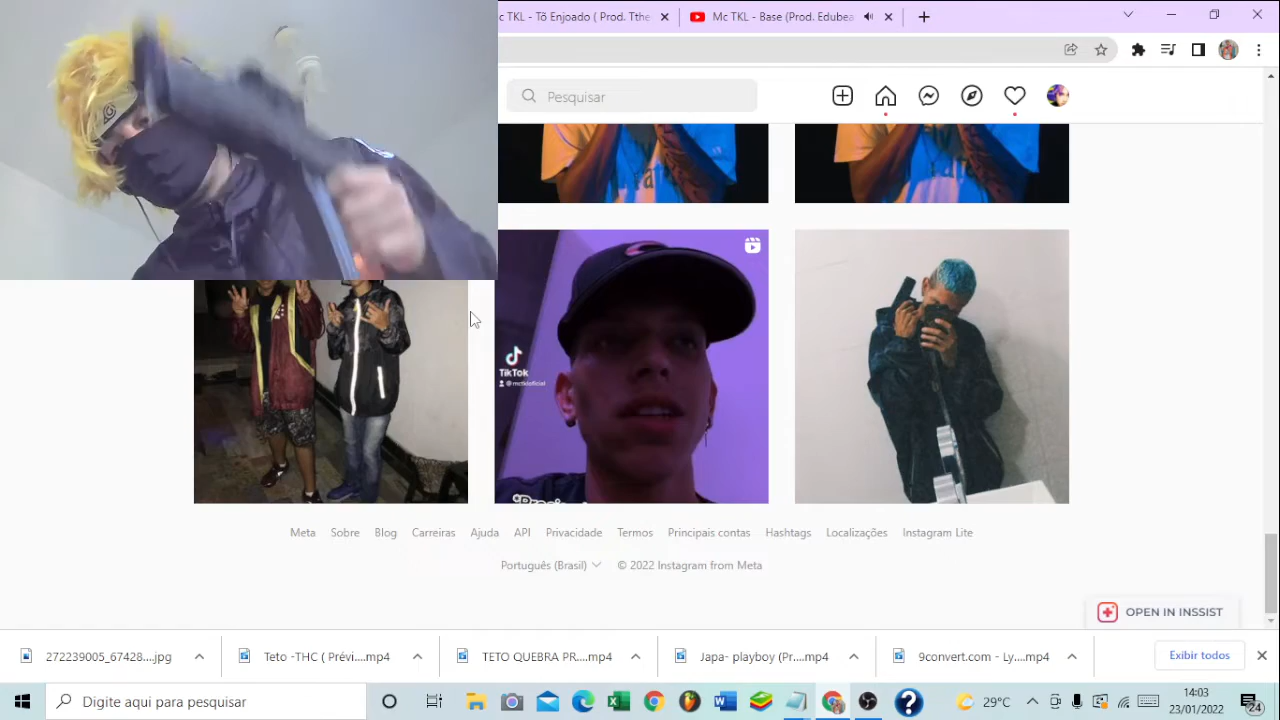 c TKL - Tô Enjoado ( Prod. Tthe
Mc TKL - Base (Prod. Edubea
Pesquisar
TikTok
@mctkloficial
Meta Sobre Blog Carreiras Ajuda API Privacidade Termos Principais contas Hashtags Localizações Instagram Lite
Português (Brasil) © 2022 Instagram from Meta
OPEN IN INSSIST
272239005_67428....jpg
Teto -THC ( Prévi....mp4
TETO QUEBRA PR....mp4
Japa- playboy (Pr....mp4
9convert.com - Ly....mp4
Exibir todos
Digite aqui para pesquisar
29°C
14:03
23/01/2022
24